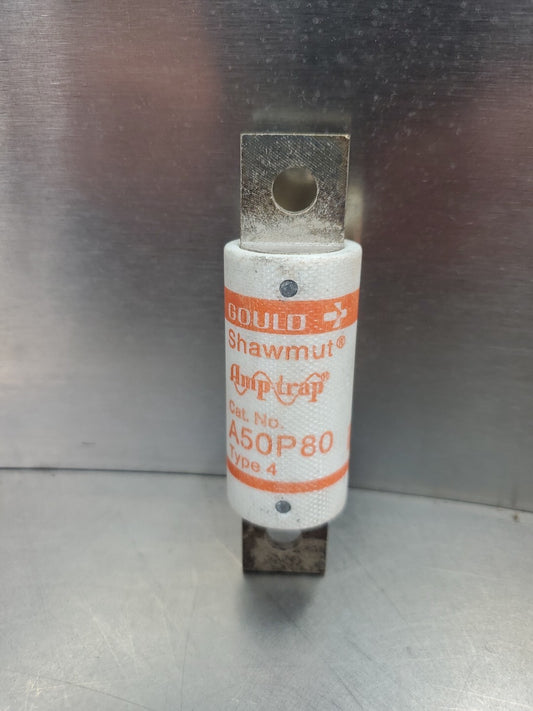 GOULD
Shawmut®
Amp-trap®
Cat. No.
A50P80
Type 4